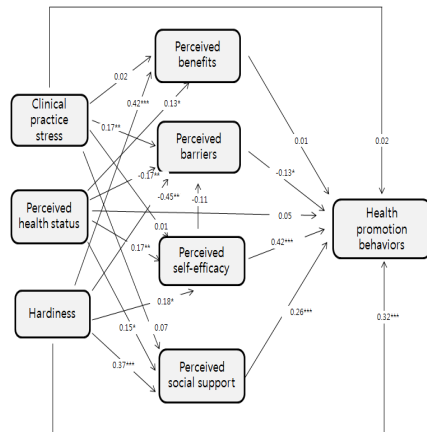 Perceived
benefits
0.02
0.42***
0.13*
Clinical
practice
stress
0.17**
Perceived
barriers
0.01
0.02
-0.13*
-0.17**
-0.45**
-0.11
Perceived
health status
0.05
Health
promotion
behaviors
0.01
0.17**
Perceived
self-efficacy
0.42***
Hardiness
0.18*
0.15*
0.07
0.26***
0.32***
0.37***
Perceived
social support